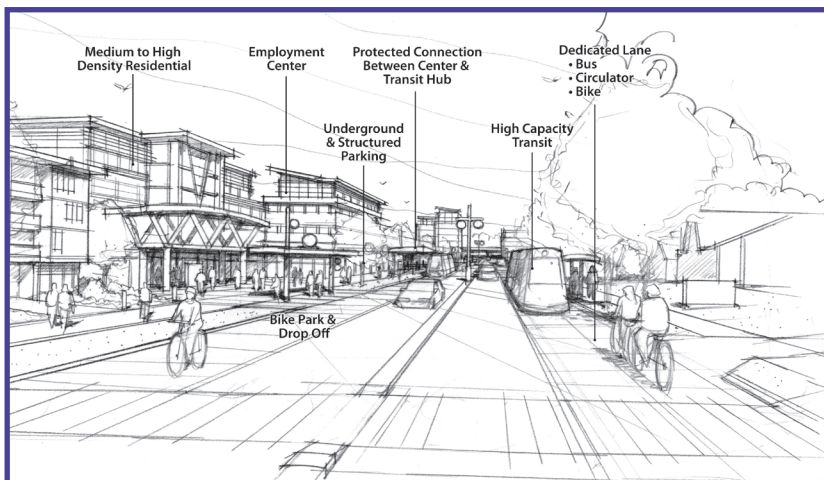 Medium to High
Density Residential
Employment
Center
Protected Connection
Between Center &
Transit Hub
Dedicated Lane
• Bus
• Circulator
• Bike
Underground
& Structured
Parking
High Capacity
Transit
Bike Park &
Drop Off